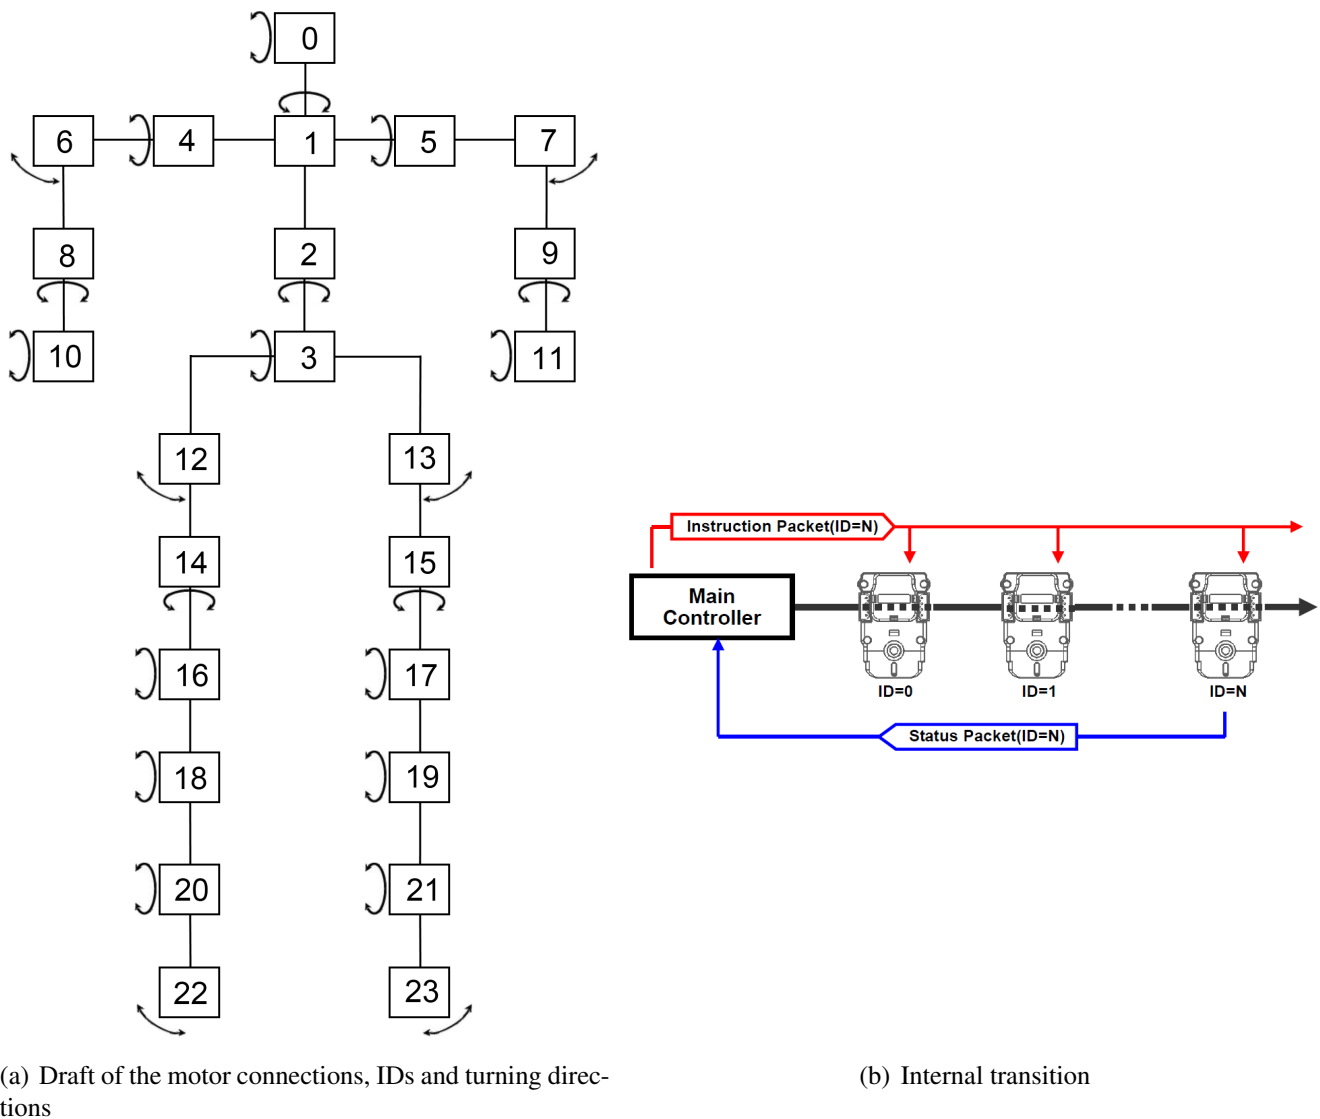 0
6 4 1 5 7
8 2 9
10 3 11
12 13
14 15
16 17
18 19
20 21
22 23
(a) Draft of the motor connections, IDs and turning direc-
tions
Instruction Packet(ID=N)
Main
Controller
ID=0 ID=1 ID=N
Status Packet(ID=N)
(b) Internal transition